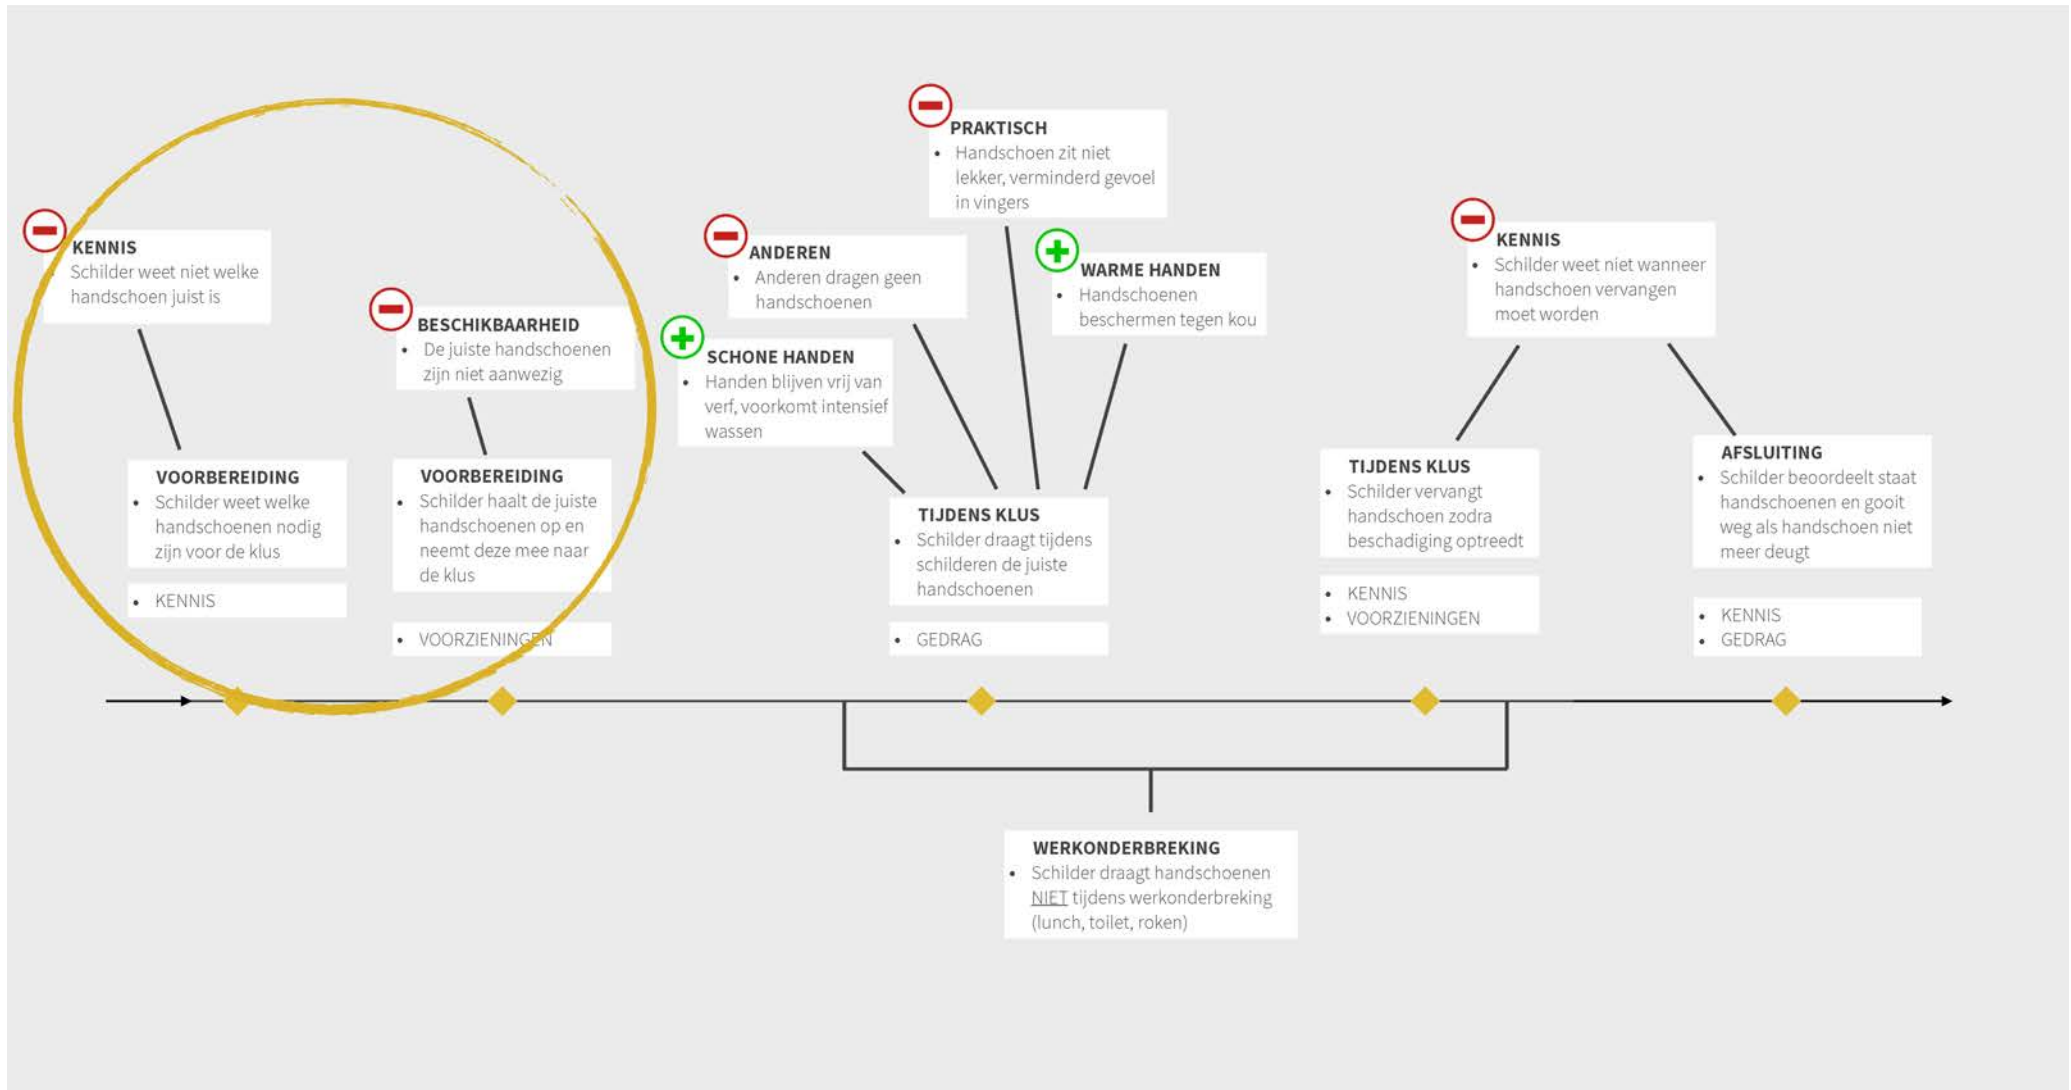 KENNIS
• Schilder weet niet welke
handschoen juist is
BESCHIKBAARHEID
• De juiste handschoenen
zijn niet aanwezig
VOORBEREIDING
• Schilder weet welke
handschoenen nodig
zijn voor de klus
• KENNIS
VOORBEREIDING
• Schilder haalt de juiste
handschoenen op en
neemt deze mee naar
de klus
• VOORZIENINGEN
SCHONE HANDEN
• Handen blijven vrij van
verf, voorkomt intensief
wassen
ANDEREN
• Anderen dragen geen
handschoenen
PRAKTISCH
• Handschoen zit niet
lekker, verminderd gevoel
in vingers
WARME HANDEN
• Handschoenen
beschermen tegen kou
TIJDENS KLUS
• Schilder draagt tijdens
schilderen de juiste
handschoenen
• GEDRAG
KENNIS
• Schilder weet niet wanneer
handschoen vervangen
moet worden
TIJDENS KLUS
• Schilder vervangt
handschoen zodra
beschadiging optreedt
• KENNIS
• VOORZIENINGEN
AFSLUITING
• Schilder beoordeelt staat
handschoenen en gooit
weg als handschoen niet
meer deugt
• KENNIS
• GEDRAG
WERKONDERBREKING
• Schilder draagt handschoenen
NIET tijdens werkonderbreking
(lunch, toilet, roken)